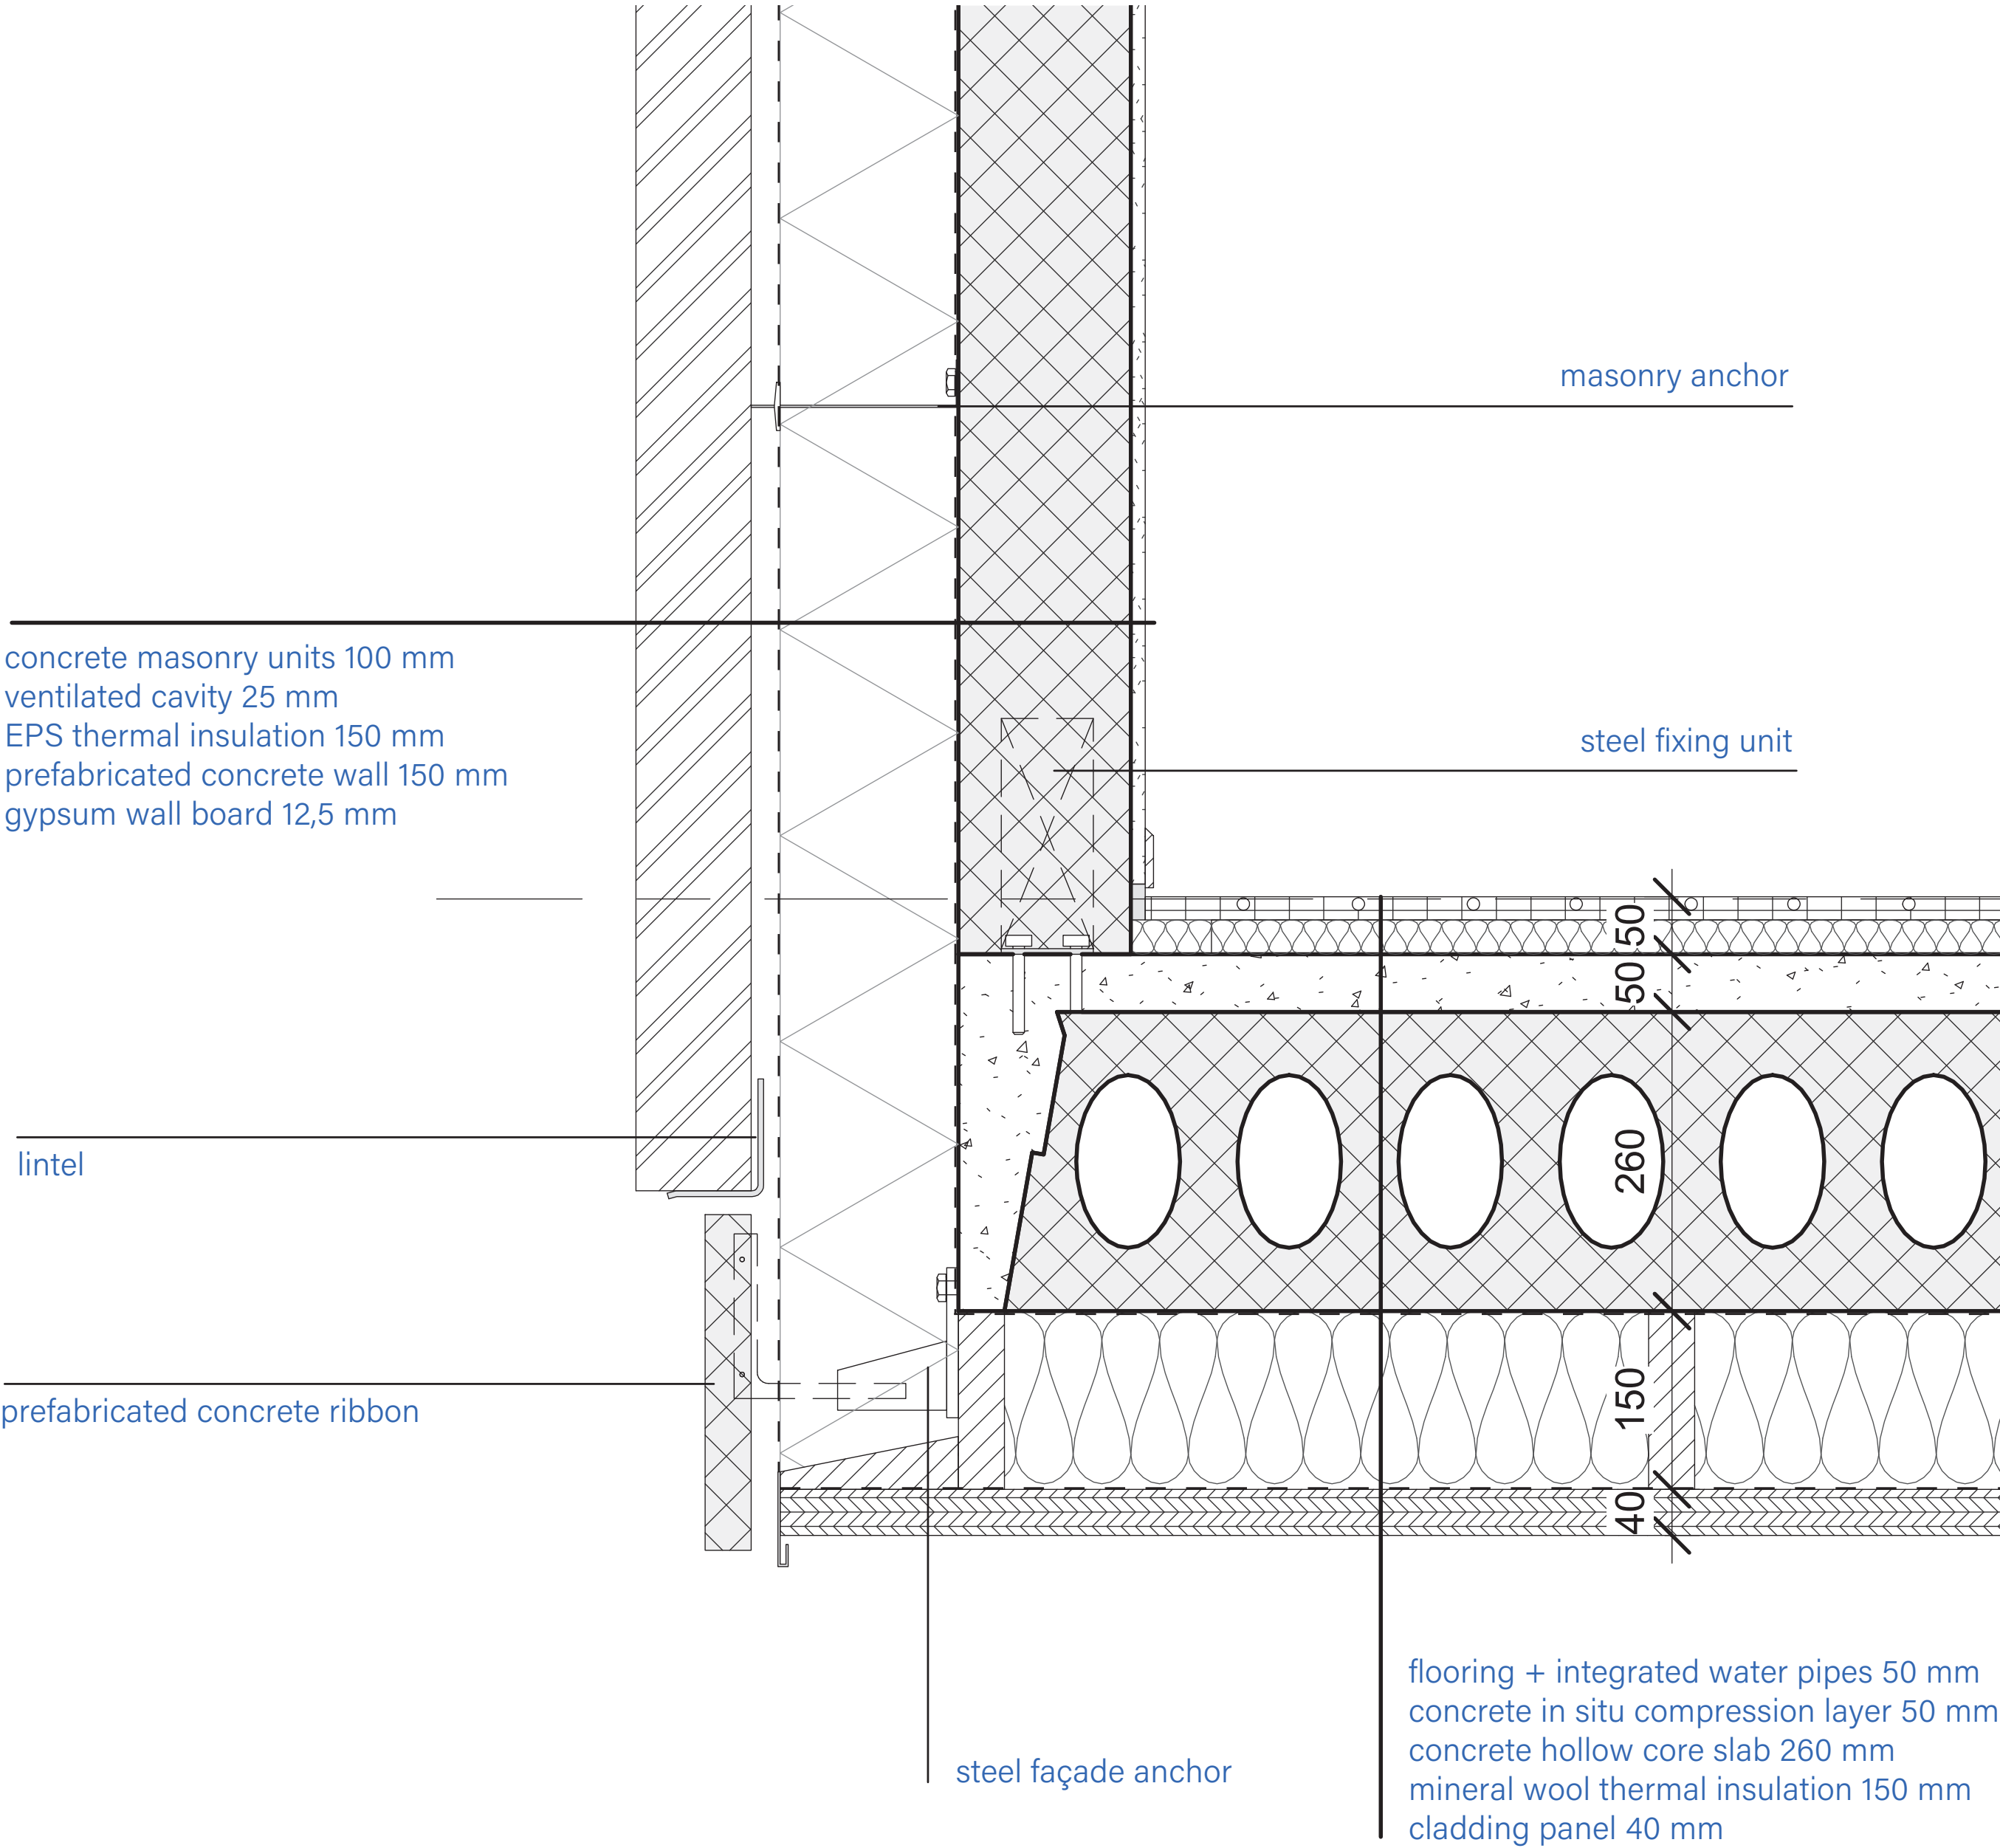 masonry anchor
concrete masonry units 100 mm
ventilated cavity 25 mm
EPS thermal insulation 150 mm
prefabricated concrete wall 150 mm
gypsum wall board 12,5 mm
steel fixing unit
50
50
lintel
260
prefabricated concrete ribbon
150
40
steel façade anchor
flooring + integrated water pipes 50 mm
concrete in situ compression layer 50 mm
concrete hollow core slab 260 mm
mineral wool thermal insulation 150 mm
cladding panel 40 mm